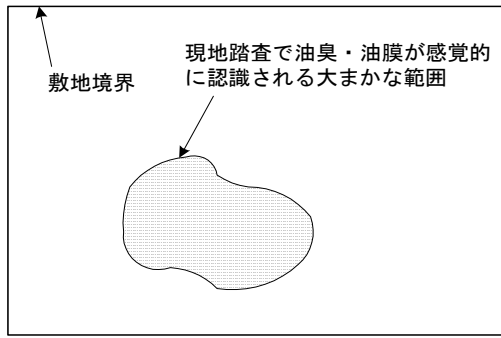 現地踏査で油臭・油膜が感覚的
に認識される大まかな範囲
敷地境界